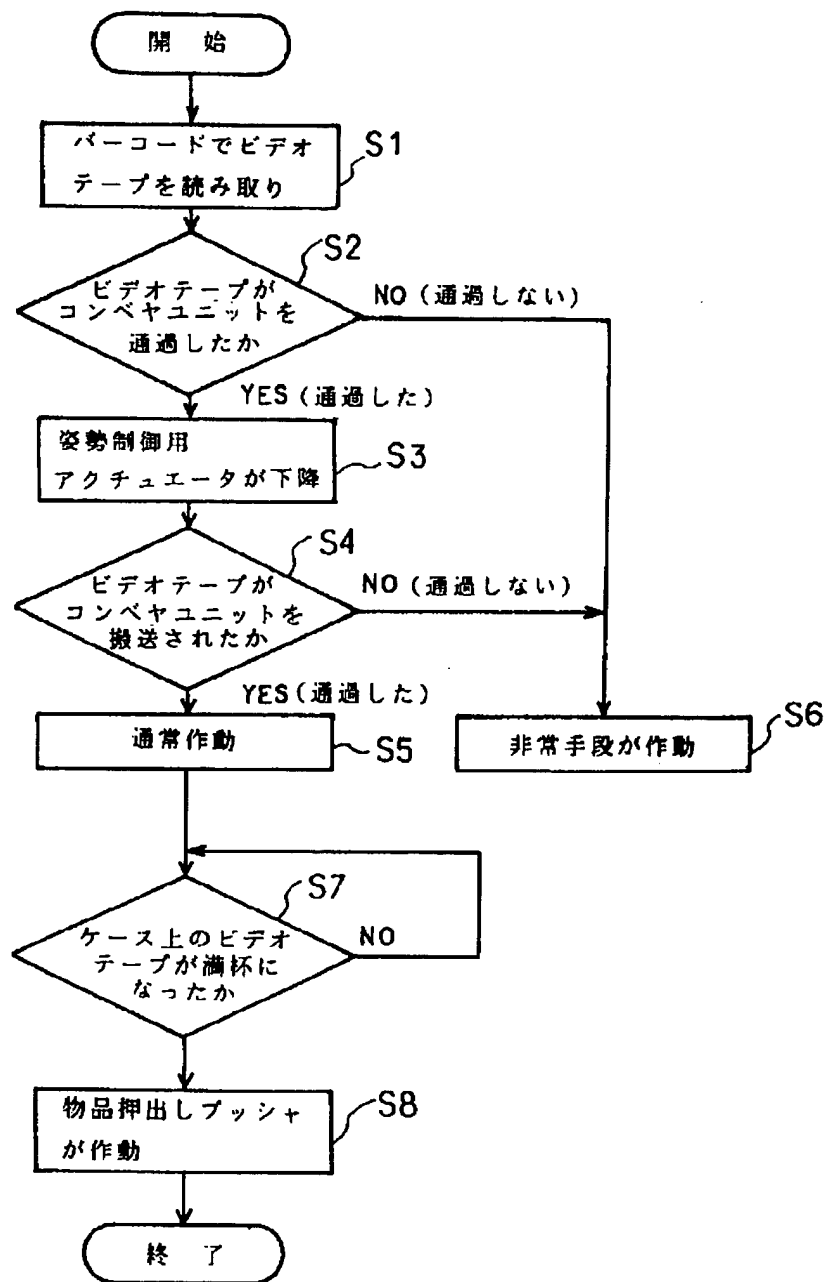 開始
バーコードでビデオ
テープを読み取り
S1
S2
ビデオテープが
コンベヤユニットを
通過したか
NO (通過しない)
YES (通過した)
姿勢制御用
アクチュエータが下降
S3
S4
ビデオテープが
コンベヤユニットを
搬送されたか
NO (通過しない)
YES (通過した)
通常作動
S5
非常手段が作動
S6
S7
ケース上のビデオ
テープが満杯に
なったか
NO
物品押出しプッシャ
が作動
S8
終了